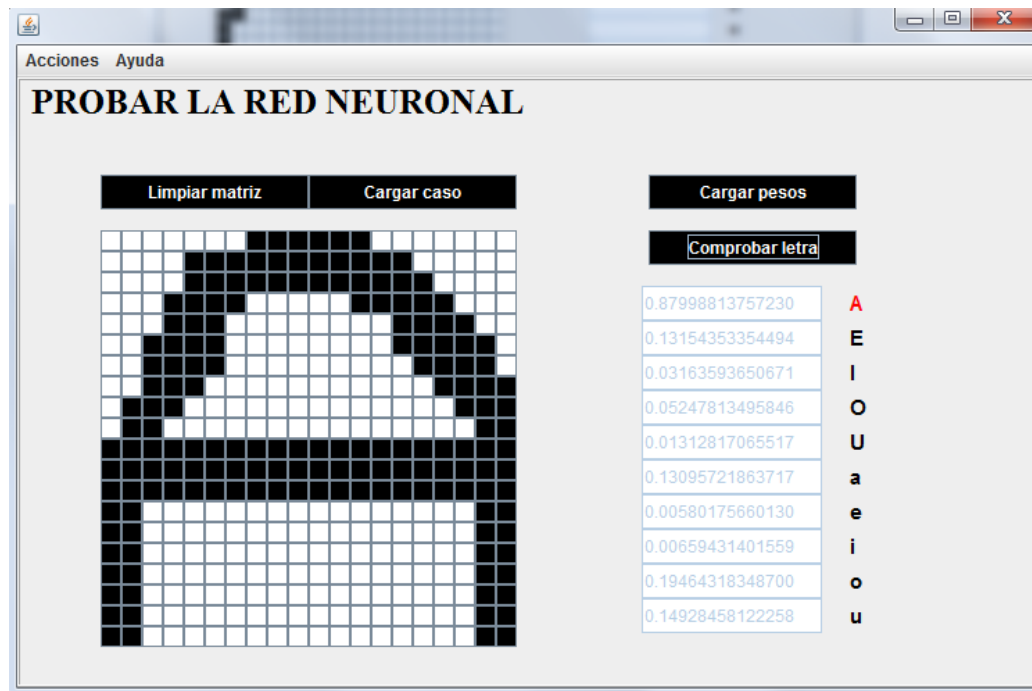 Acciones Ayuda
PROBAR LA RED NEURONAL
Limpiar matriz Cargar caso Cargar pesos
Comprobar letra
0.87998813757230 A
0.13154353354494 E
0.03163593650671 I
0.05247813495846 O
0.01312817065517 U
0.13095721863717 a
0.00580175660130 e
0.00659431401559 i
0.19464318348700 o
0.14928458122258 u